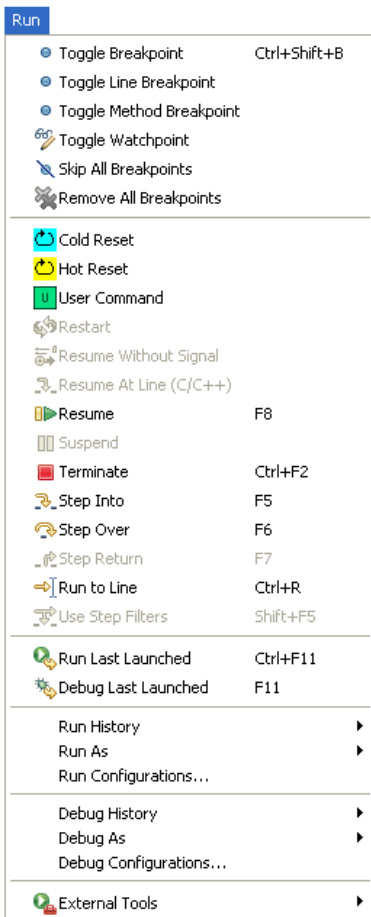 Run
Toggle Breakpoint Ctrl+Shift+B
Toggle Line Breakpoint
Toggle Method Breakpoint
Toggle Watchpoint
Skip All Breakpoints
Remove All Breakpoints
Cold Reset
Hot Reset
U User Command
Restart
Resume Without Signal
Resume At Line (C/C++)
Resume F8
Suspend
Terminate Ctrl+F2
Step Into F5
Step Over F6
Step Return F7
Run to Line Ctrl+R
Use Step Filters Shift+F5
Run Last Launched Ctrl+F11
Debug Last Launched F11
Run History
Run As
Run Configurations...
Debug History
Debug As
Debug Configurations...
External Tools